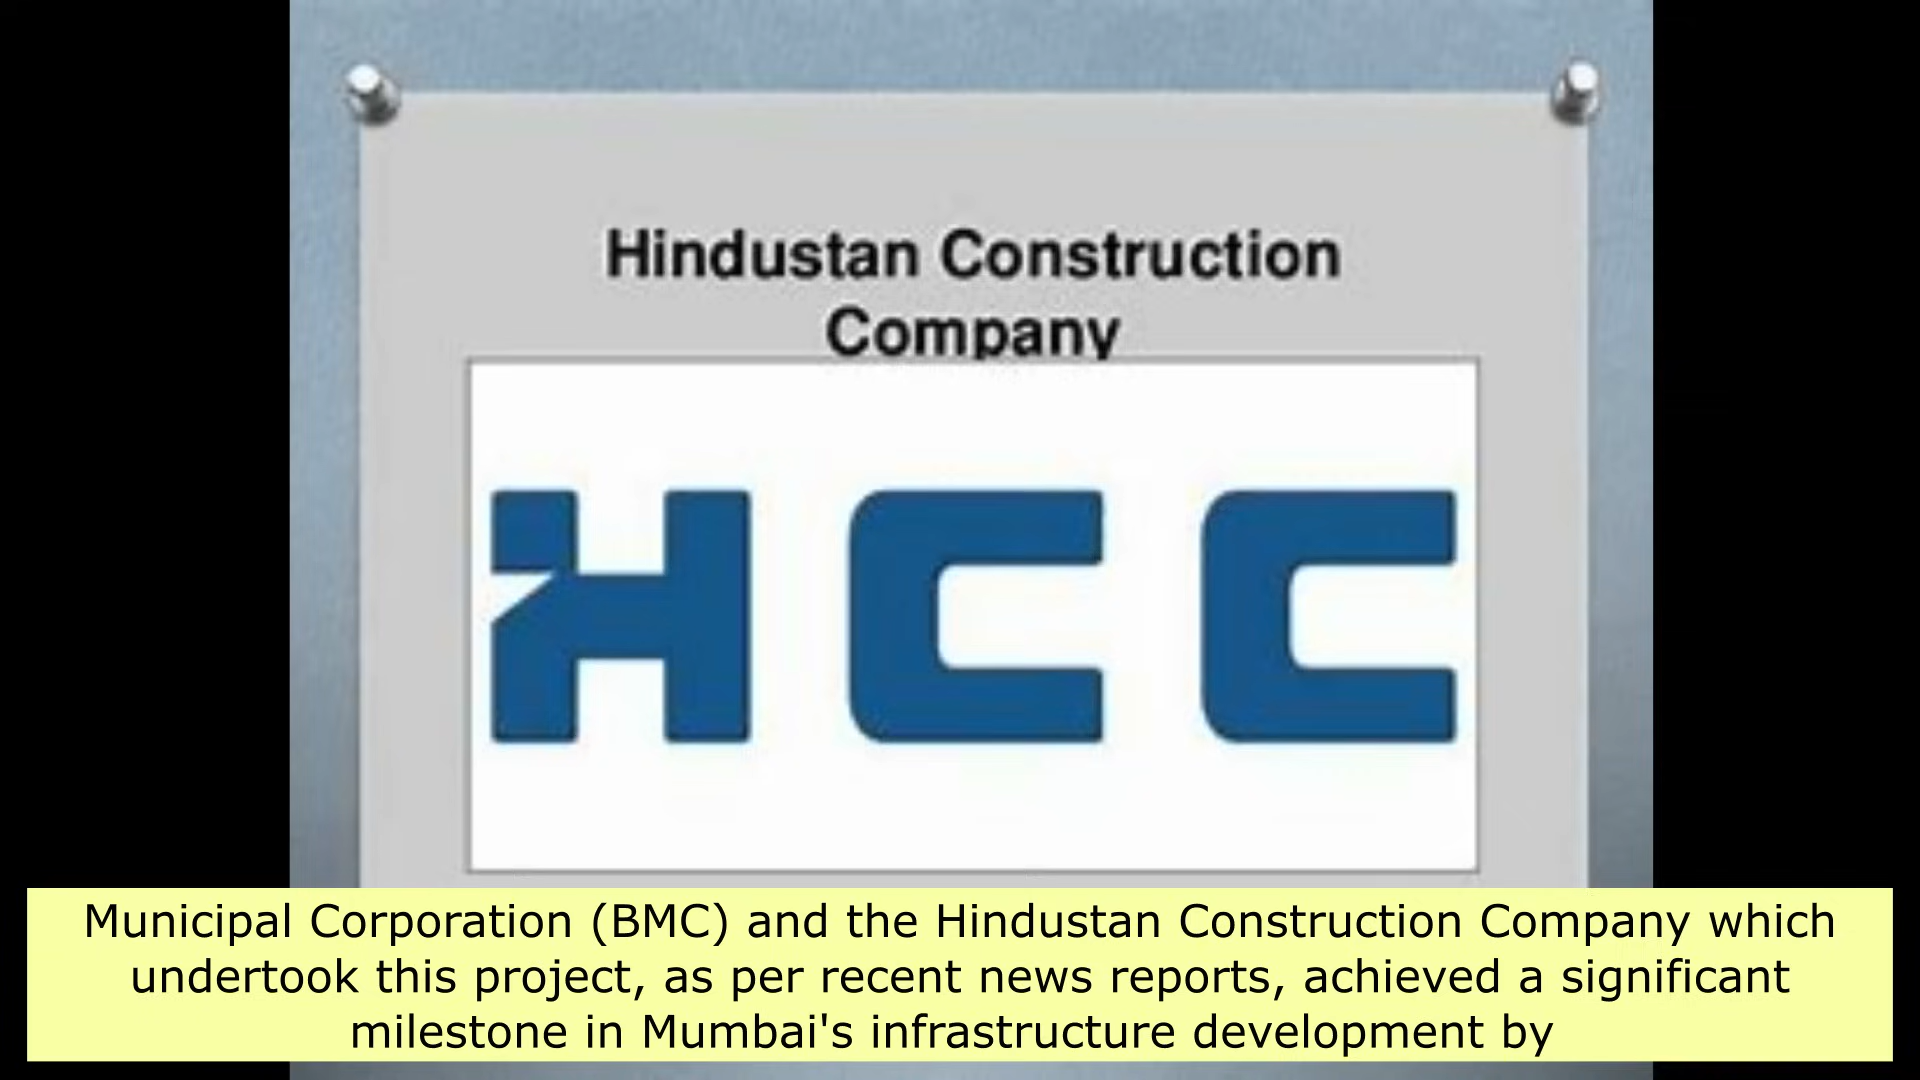 Hindustan Construction
Company
HCC
Municipal Corporation (BMC) and the Hindustan Construction Company which
undertook this project, as per recent news reports, achieved a significant
milestone in Mumbai's infrastructure development by